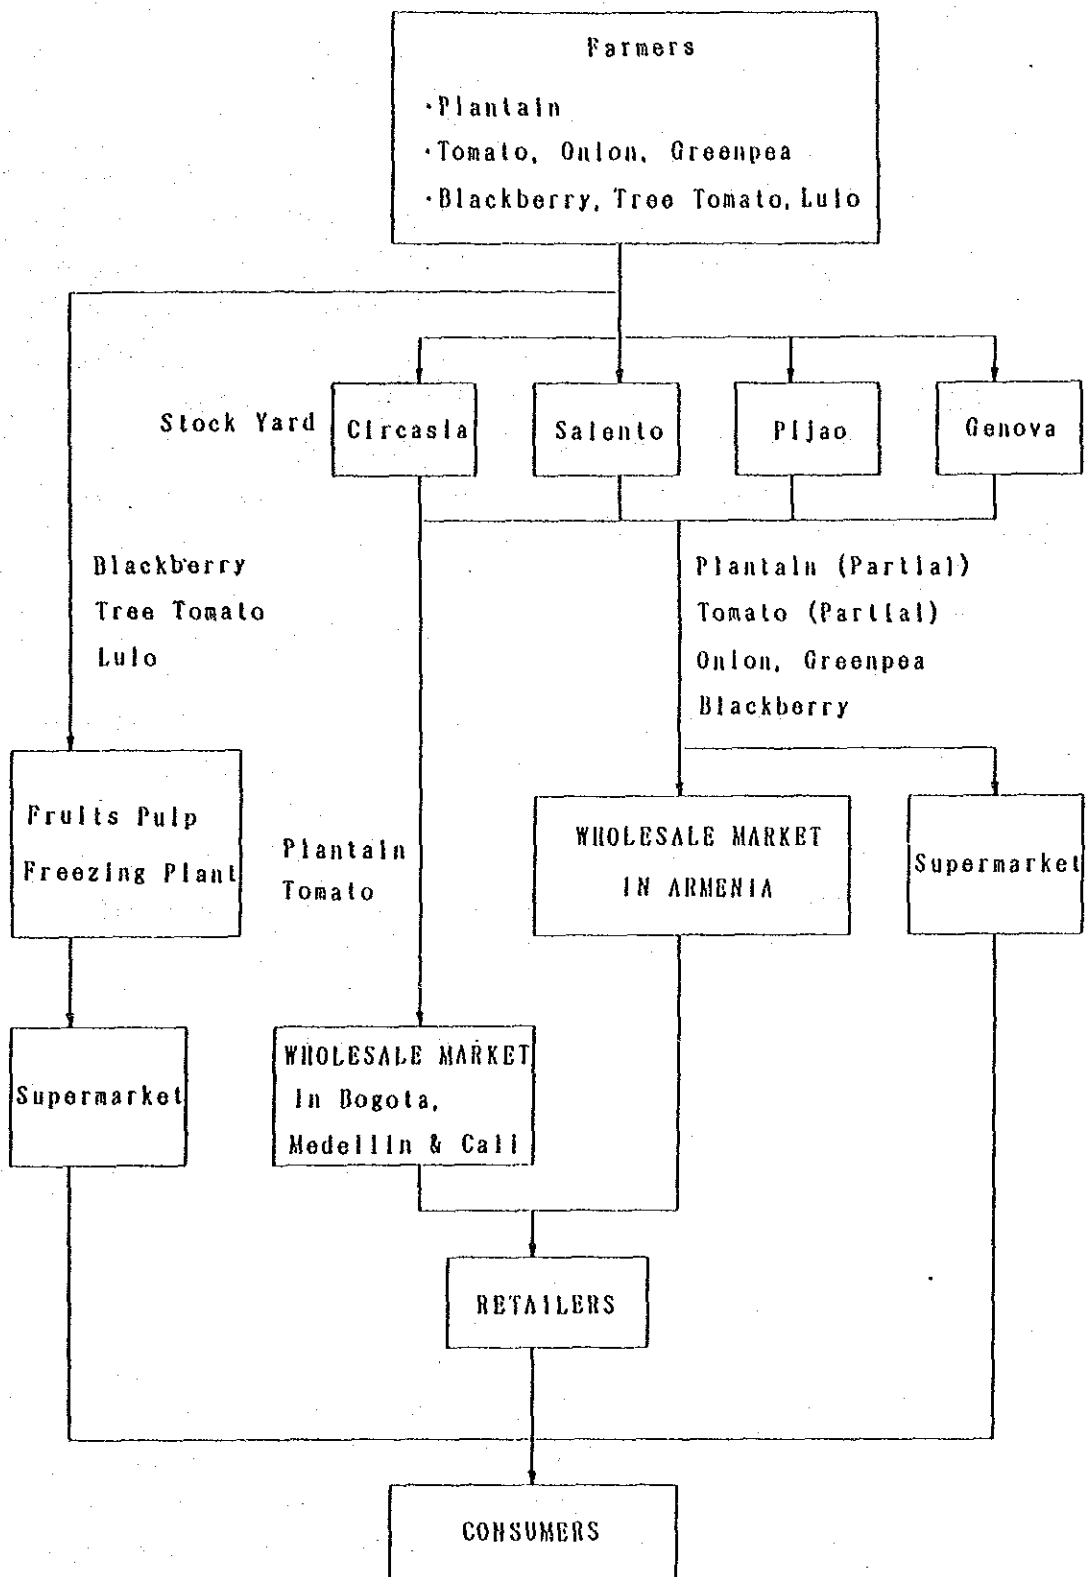 Farmers
·Plantain
·Tomato, Onion, Greenpea
·Blackberry, Tree Tomato, Lulo
Stock Yard
Circasia
Salento
Pijao
Genova
Blackberry
Tree Tomato
Lulo
Plantain (Partial)
Tomato (Partial)
Onion, Greenpea
Blackberry
Fruits Pulp
Freezing Plant
Plantain
Tomato
WHOLESALE MARKET
IN ARMENIA
Supermarket
Supermarket
WHOLESALE MARKET
in Bogota,
Medellin & Cali
RETAILERS
CONSUMERS